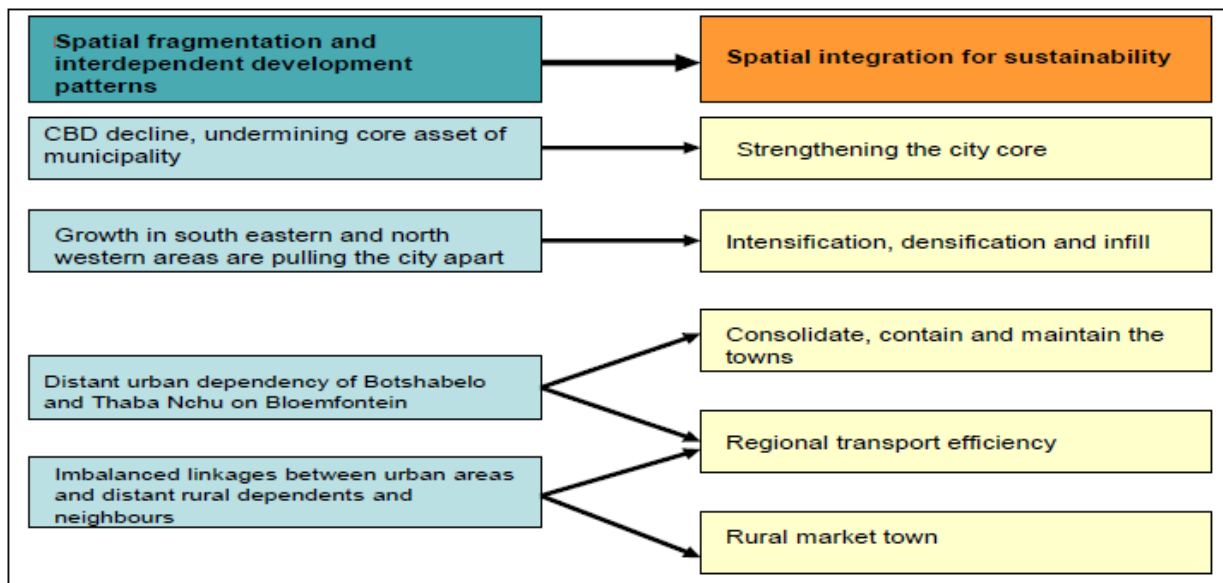 Spatial fragmentation and
interdependent development
patterns
Spatial integration for sustainability
CBD decline, undermining core asset of
municipality
Strengthening the city core
Growth in south eastern and north
western areas are pulling the city apart
Intensification, densification and infill
Distant urban dependency of Botshabelo
and Thaba Nchu on Bloemfontein
Consolidate, contain and maintain the
towns
Regional transport efficiency
Imbalanced linkages between urban areas
and distant rural dependents and
neighbours
Rural market town